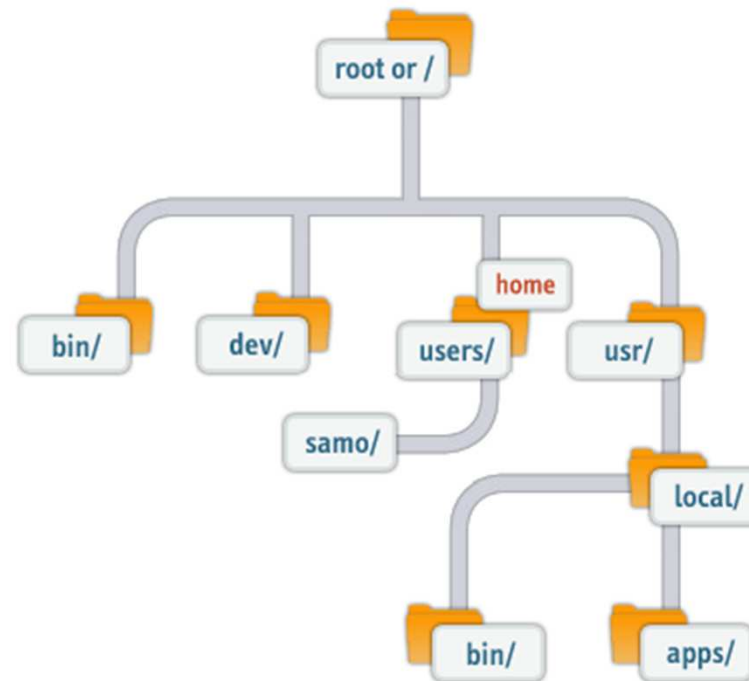 root or /
home
bin/
dev/
users/
usr/
samo/
local/
bin/
apps/